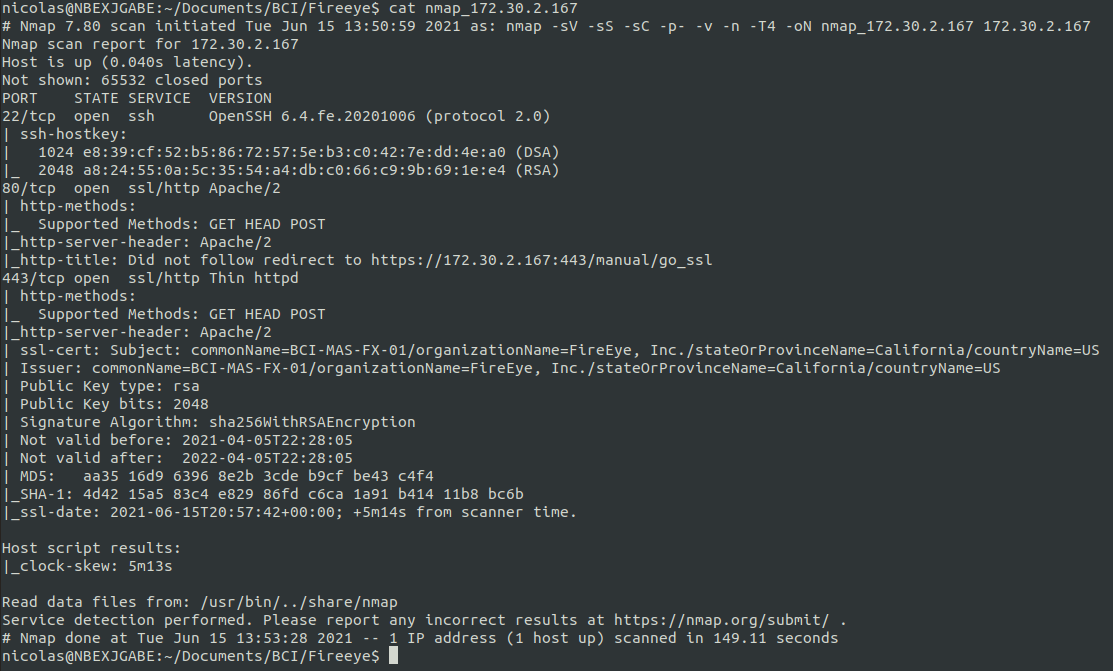 nicolas@NBEXJGABE:~/Documents/BCI/Fireeye$ cat nmap_172.30.2.167
# Nmap 7.80 scan initiated Tue Jun 15 13:50:59 2021 as: nmap -sV -sS -sC -p- -v -n -T4 -oN nmap_172.30.2.167 172.30.2.167
Nmap scan report for 172.30.2.167
Host is up (0.040s latency).
Not shown: 65532 closed ports
PORT    STATE SERVICE  VERSION
22/tcp  open  ssh      OpenSSH 6.4.fe.20201006 (protocol 2.0)
| ssh-hostkey:
|   1024 e8:39:cf:52:b5:86:72:57:5e:b3:c0:42:7e:dd:4e:a0 (DSA)
|_  2048 a8:24:55:0a:5c:35:54:a4:db:c0:66:c9:9b:69:1e:e4 (RSA)
80/tcp  open  ssl/http Apache/2
| http-methods:
|_  Supported Methods: GET HEAD POST
|_http-server-header: Apache/2
|_http-title: Did not follow redirect to https://172.30.2.167:443/manual/go_ssl
443/tcp open  ssl/http Thin httpd
| http-methods:
|_  Supported Methods: GET HEAD POST
|_http-server-header: Apache/2
| ssl-cert: Subject: commonName=BCI-MAS-FX-01/organizationName=FireEye, Inc./stateOrProvinceName=California/countryName=US
| Issuer: commonName=BCI-MAS-FX-01/organizationName=FireEye, Inc./stateOrProvinceName=California/countryName=US
| Public Key type: rsa
| Public Key bits: 2048
| Signature Algorithm: sha256WithRSAEncryption
| Not valid before: 2021-04-05T22:28:05
| Not valid after:  2022-04-05T22:28:05
| MD5:   aa35 16d9 6396 8e2b 3cde b9cf be43 c4f4
|_SHA-1: 4d42 15a5 83c4 e829 86fd c6ca 1a91 b414 11b8 bc6b
|_ssl-date: 2021-06-15T20:57:42+00:00; +5m14s from scanner time.

Host script results:
|_clock-skew: 5m13s

Read data files from: /usr/bin/../share/nmap
Service detection performed. Please report any incorrect results at https://nmap.org/submit/ .
# Nmap done at Tue Jun 15 13:53:28 2021 -- 1 IP address (1 host up) scanned in 149.11 seconds
nicolas@NBEXJGABE:~/Documents/BCI/Fireeye$